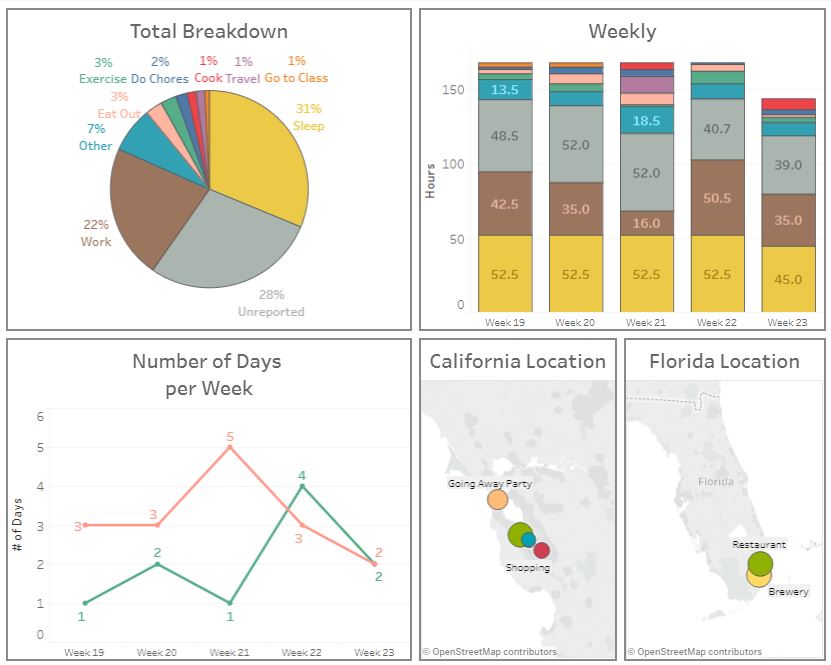 Total Breakdown
3%
Exercise
2%
Do Chores
1%
Cook
1%
Travel
1%
Go to Class
3%
Eat Out
7%
Other
31%
Sleep
22%
Work
28%
Unreported
Weekly
Hours
150
100
50
0
13.5
48.5
42.5
52.5
52.0
35.0
52.5
18.5
52.0
16.0
52.5
40.7
50.5
52.5
39.0
35.0
45.0
Week 19 Week 20 Week 21 Week 22 Week 23
Number of Days
per Week
# of Days
6
5
4
3
2
1
0
3
3
5
3
2
1
2
1
4
2
Week 19 Week 20 Week 21 Week 22 Week 23
California Location
Going Away Party
Shopping
© OpenStreetMap contributors
Florida Location
Florida
Restaurant
Brewery
© OpenStreetMap contributors